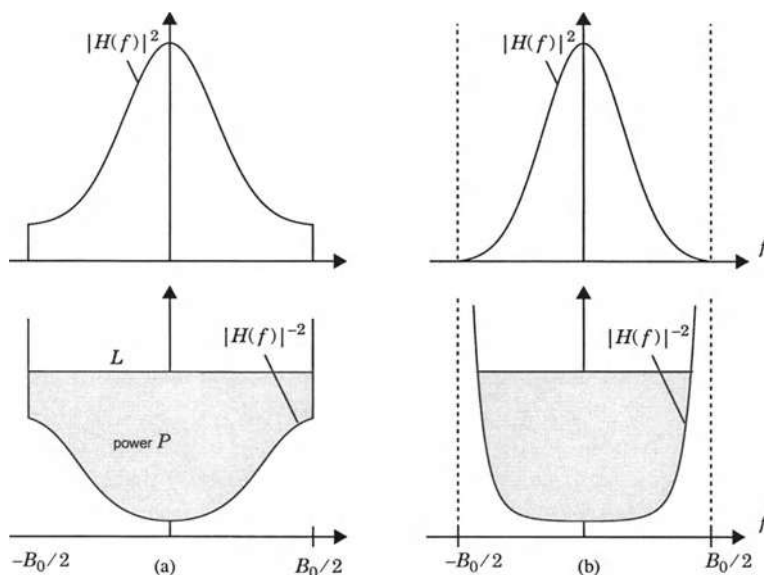 |H(f)|²
|H(f)|²
f
L
|H(f)|⁻²
power P
|H(f)|⁻²
f
−B₀/2
(a)
B₀/2
−B₀/2
(b)
B₀/2